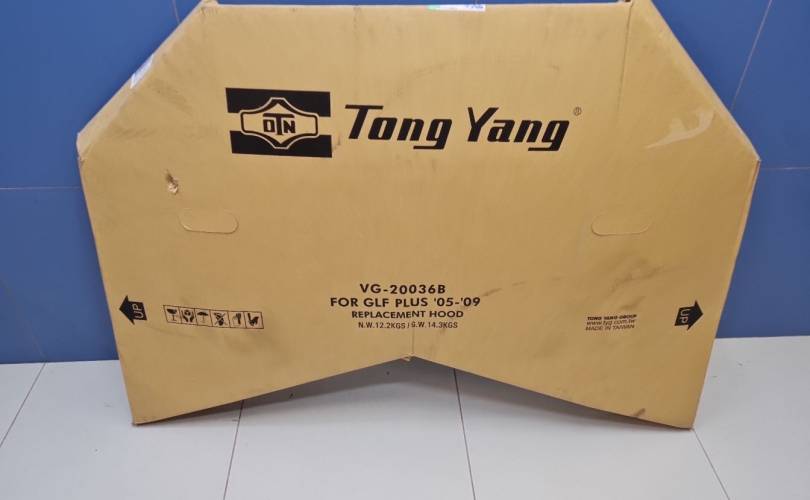 OTN
Tong Yang®
VG-20036B
FOR GLF PLUS '05-'09
REPLACEMENT HOOD
N.W.12.2KGS / G.W.14.3KGS
UP
TONG YANG GROUP
www.tyg.com.tw
MADE IN TAIWAN
UP